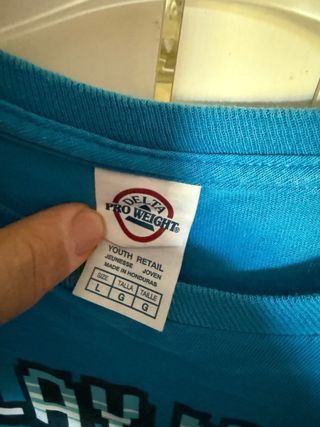 DELTA
PRO WEIGHT®
YOUTH RETAIL
JEUNESSE JOVEN
MADE IN HONDURAS
SIZE TALLA TAILLE
L G G